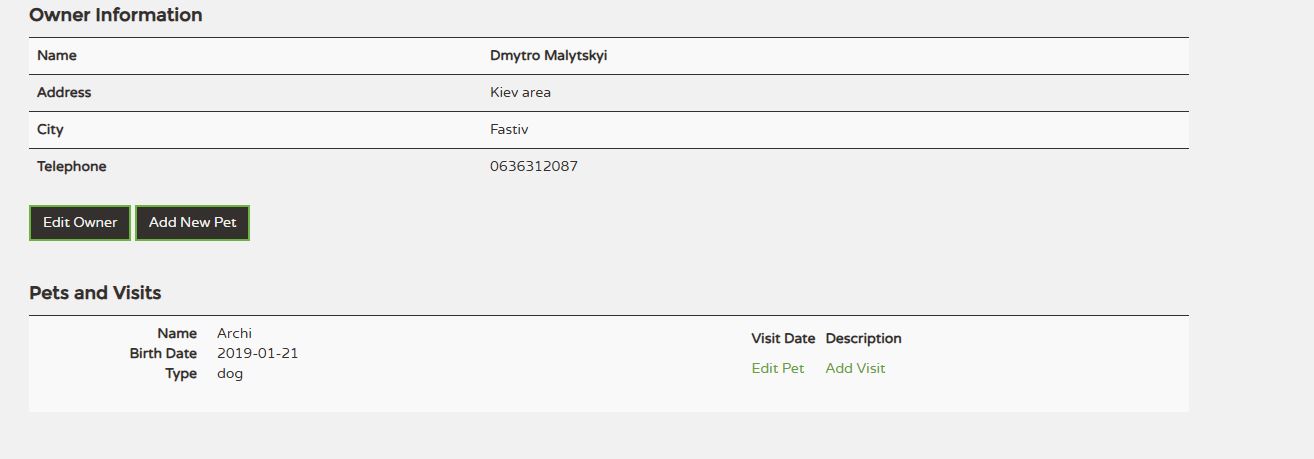 Owner Information
Name Dmytro Malytskyi
Address Kiev area
City Fastiv
Telephone 0636312087
Edit Owner Add New Pet
Pets and Visits
Name Archi
Birth Date 2019-01-21
Type dog
Visit Date Description
Edit Pet Add Visit